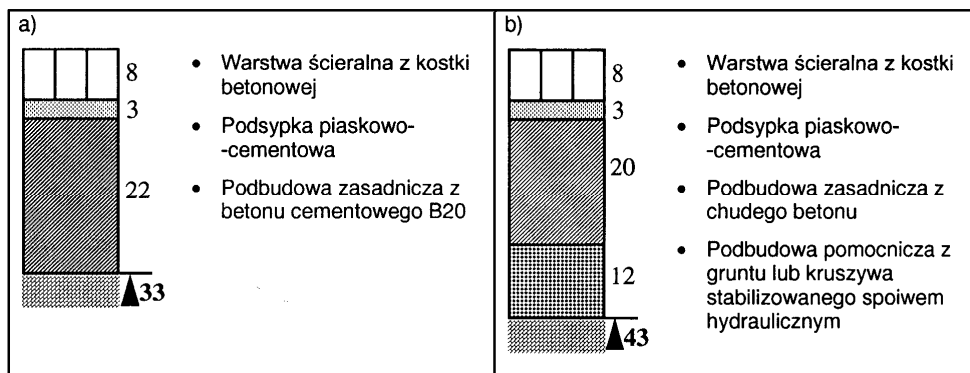 a)
8
3
22
33
• Warstwa ścieralna z kostki
betonowej
• Podsypka piaskowo-
-cementowa
• Podbudowa zasadnicza z
betonu cementowego B20
b)
8
3
20
12
43
• Warstwa ścieralna z kostki
betonowej
• Podsypka piaskowo-
-cementowa
• Podbudowa zasadnicza z
chudego betonu
• Podbudowa pomocnicza z
gruntu lub kruszywa
stabilizowanego spoiwem
hydraulicznym